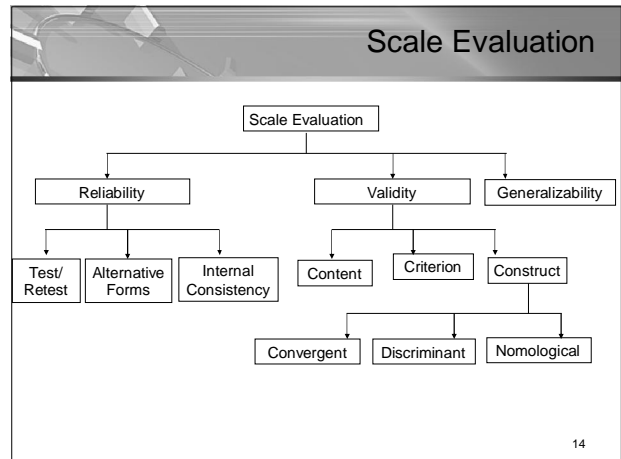 Scale Evaluation
Scale Evaluation
Reliability
Validity
Generalizability
Test/
Retest
Alternative
Forms
Internal
Consistency
Content
Criterion
Construct
Convergent
Discriminant
Nomological
14